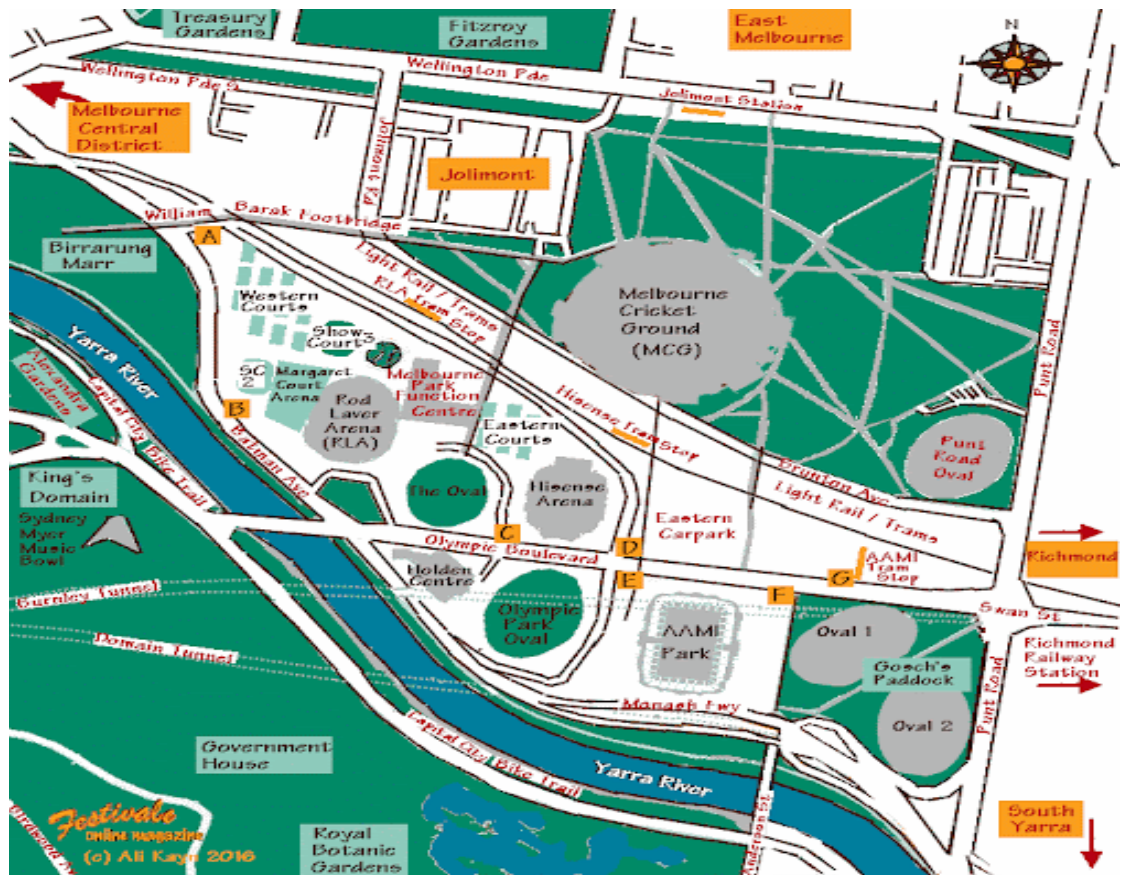 Treasury
Gardens
Fitzroy
Gardens
East
Melbourne
N
Wellington Pde
Wellington Pde S.
Jolimont Station
Melbourne
Central
District
Jolimont Rd
Jolimont
William Barak Footbridge
A
Birrarung
Marr
Light Rail / Trams
RLA Tram Stop
Western
Courts
Show
Court 3
Melbourne
Cricket
Ground
(MCG)
Punt Road
Yarra River
Alexandra
Gardens
Capital City Bike Trail
SC
2
Margaret
Court
Arena
Melbourne
Park
Function
Centre
B
Rod
Laver
Arena
(RLA)
Batman Ave
Eastern
Courts
Hisense Tram Stop
Punt
Road
Oval
Brunton Ave
Light Rail / Trams
King's
Domain
Sydney
Myer
Music
Bowl
The Oval
Hisense
Arena
C
Olympic Boulevard
D
Eastern
Carpark
Richmond
Holden
Centre
E
F
G
AAMI
Tram
Stop
Burnley Tunnel
Swan St
Olympic
Park
Oval
AAMI
Park
Oval 1
Gosch's
Paddock
Oval 2
Richmond
Railway
Station
Punt Road
Domain Tunnel
Monash Fwy
Government
House
Capital City Bike Trail
Yarra River
Anderson St
South
Yarra
Festivale
online magazine
(c) Ali Kayn 2016
Royal
Botanic
Gardens